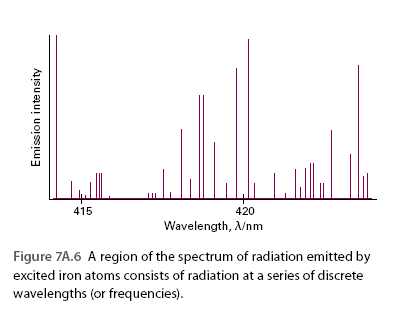 Emission intensity
415
420
Wavelength, λ/nm
Figure 7A.6 A region of the spectrum of radiation emitted by
excited iron atoms consists of radiation at a series of discrete
wavelengths (or frequencies).